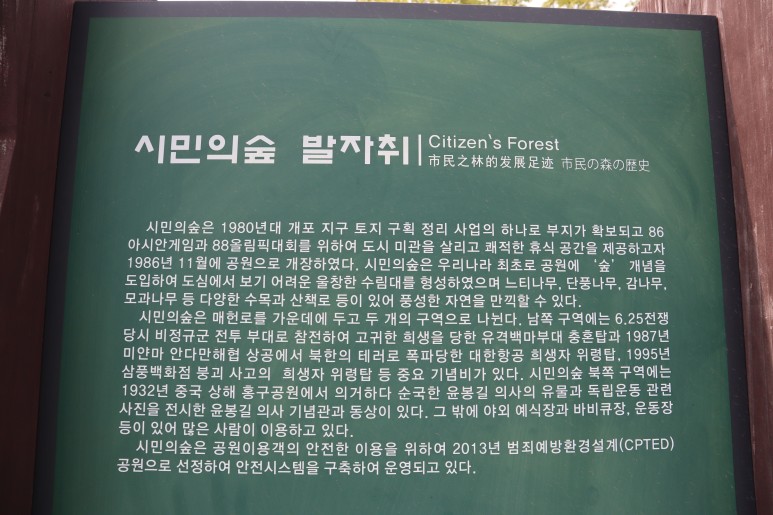 시민의숲 발자취
Citizen's Forest
市民之林的发展足迹 市民の森の歴史
시민의숲은 1980년대 개포 지구 토지 구획 정리 사업의 하나로 부지가 확보되고 86
아시안게임과 88올림픽대회를 위하여 도시 미관을 살리고 쾌적한 휴식 공간을 제공하고자
1986년 11월에 공원으로 개장하였다. 시민의숲은 우리나라 최초로 공원에 ‘숲’ 개념을
도입하여 도심에서 보기 어려운 울창한 수림대를 형성하였으며 느티나무, 단풍나무, 감나무,
모과나무 등 다양한 수목과 산책로 등이 있어 풍성한 자연을 만끽할 수 있다.
시민의숲은 매헌로를 가운데에 두고 두 개의 구역으로 나뉜다. 남쪽 구역에는 6.25전쟁
당시 비정규군 전투 부대로 참전하여 고귀한 희생을 당한 유격백마부대 충혼탑과 1987년
미얀마 안다만해협 상공에서 북한의 테러로 폭파당한 대한항공 희생자 위령탑, 1995년
삼풍백화점 붕괴 사고의 희생자 위령탑 등 중요 기념비가 있다. 시민의숲 북쪽 구역에는
1932년 중국 상해 홍구공원에서 의거하다 순국한 윤봉길 의사의 유물과 독립운동 관련
사진을 전시한 윤봉길 의사 기념관과 동상이 있다. 그 밖에 야외 예식장과 바비큐장, 운동장
등이 있어 많은 사람이 이용하고 있다.
시민의숲은 공원이용객의 안전한 이용을 위하여 2013년 범죄예방환경설계(CPTED)
공원으로 선정하여 안전시스템을 구축하여 운영되고 있다.